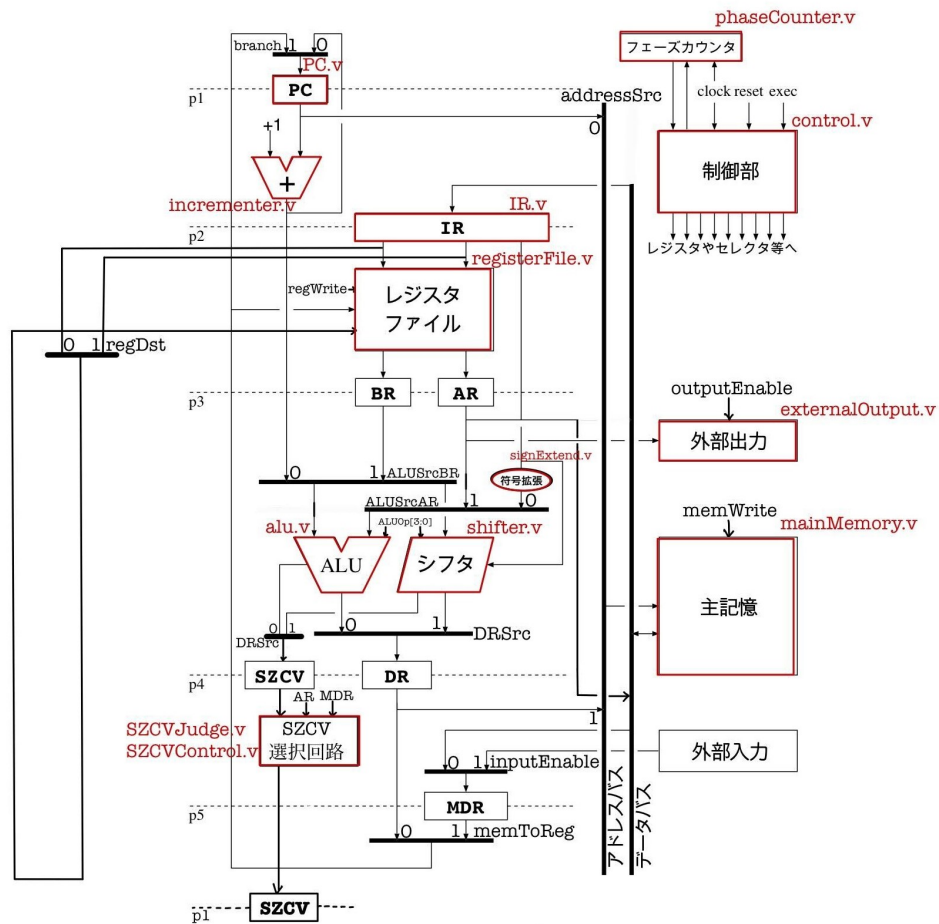 phaseCounter.v
フェーズカウンタ
branch 1 0
PC.v
PC
p1
clock reset exec
addressSrc
0
control.v
制御部
+1
+
incrementer.v
IR.v
IR
p2
レジスタやセレクタ等へ
registerFile.v
regWrite
レジスタ
ファイル
0 1 regDst
BR
AR
p3
outputEnable
externalOutput.v
外部出力
signExtend.v
符号拡張
0 1 ALUSrcBR
ALUSrcAR 1 0
ALUOp[3:0]
alu.v
shifter.v
ALU
シフタ
memWrite
mainMemory.v
主記憶
0 1
DRSrc
0 1 DRSrc
SZCV
DR
p4
AR MDR
1
SZCVJudge.v
SZCVControl.v
SZCV
選択回路
外部入力
0 1 inputEnable
MDR
p5
0 1 memToReg
アドレスバス
データバス
SZCV
p1